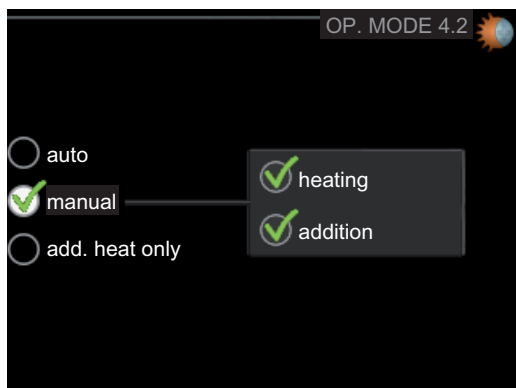 OP. MODE 4.2
auto
manual
add. heat only
heating
addition